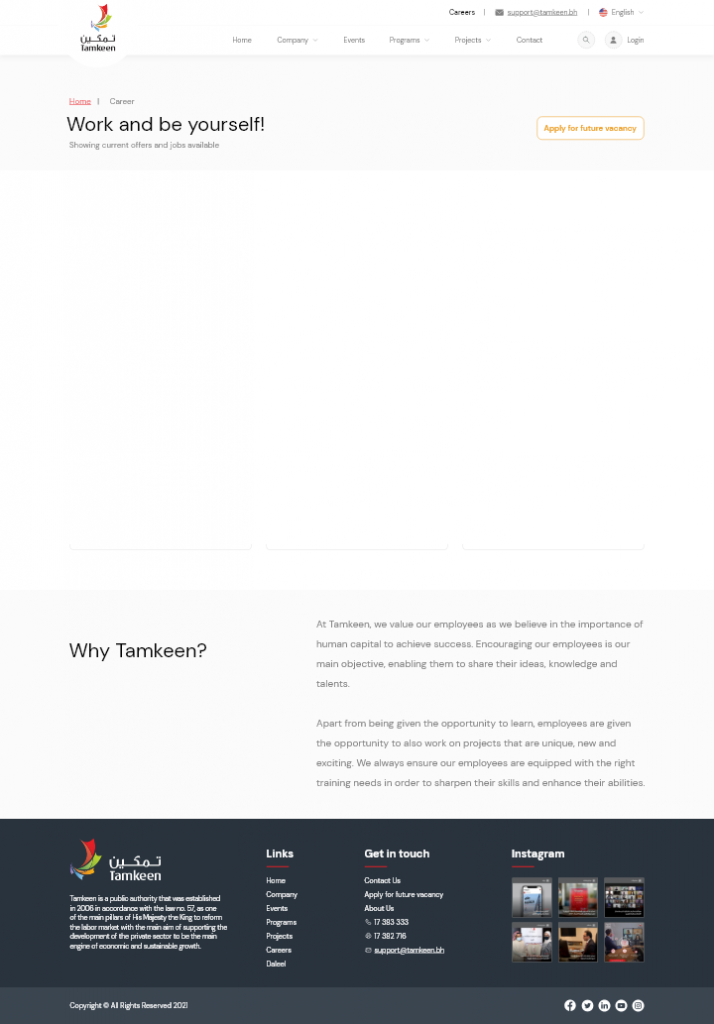 Careers | support@tamkeen.bh | English
تمكين
Tamkeen
Home Company Events Programs Projects Contact Login
Home | Career
Work and be yourself!
Apply for future vacancy
Showing current offers and jobs available
Why Tamkeen?
At Tamkeen, we value our employees as we believe in the importance of
human capital to achieve success. Encouraging our employees is our
main objective, enabling them to share their ideas, knowledge and
talents.
Apart from being given the opportunity to learn, employees are given
the opportunity to also work on projects that are unique, new and
exciting. We always ensure our employees are equipped with the right
training needs in order to sharpen their skills and enhance their abilities.
تمكين
Tamkeen
Tamkeen is a public authority that was established
in 2006 in accordance with the law no. 57, as one
of the main pillars of His Majesty the King to reform
the labor market with the main aim of supporting the
development of the private sector to be the main
engine of economic and sustainable growth.
Links
Home
Company
Events
Programs
Projects
Careers
Daleel
Get in touch
Contact Us
Apply for future vacancy
About Us
17 383 333
17 382 716
support@tamkeen.bh
Instagram
Copyright © All Rights Reserved 2021